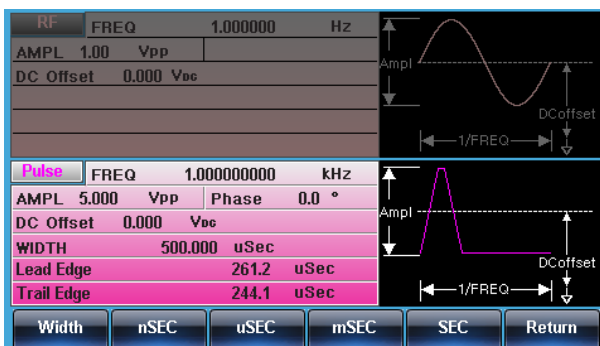 RF FREQ 1.000000 Hz
AMPL 1.00 Vpp
DC Offset 0.000 VDC
Ampl
DCoffset
1/FREQ
Pulse FREQ 1.000000000 kHz
AMPL 5.000 Vpp Phase 0.0 °
DC Offset 0.000 VDC
WIDTH 500.000 uSec
Lead Edge 261.2 uSec
Trail Edge 244.1 uSec
Ampl
DCoffset
1/FREQ
Width nSEC uSEC mSEC SEC Return